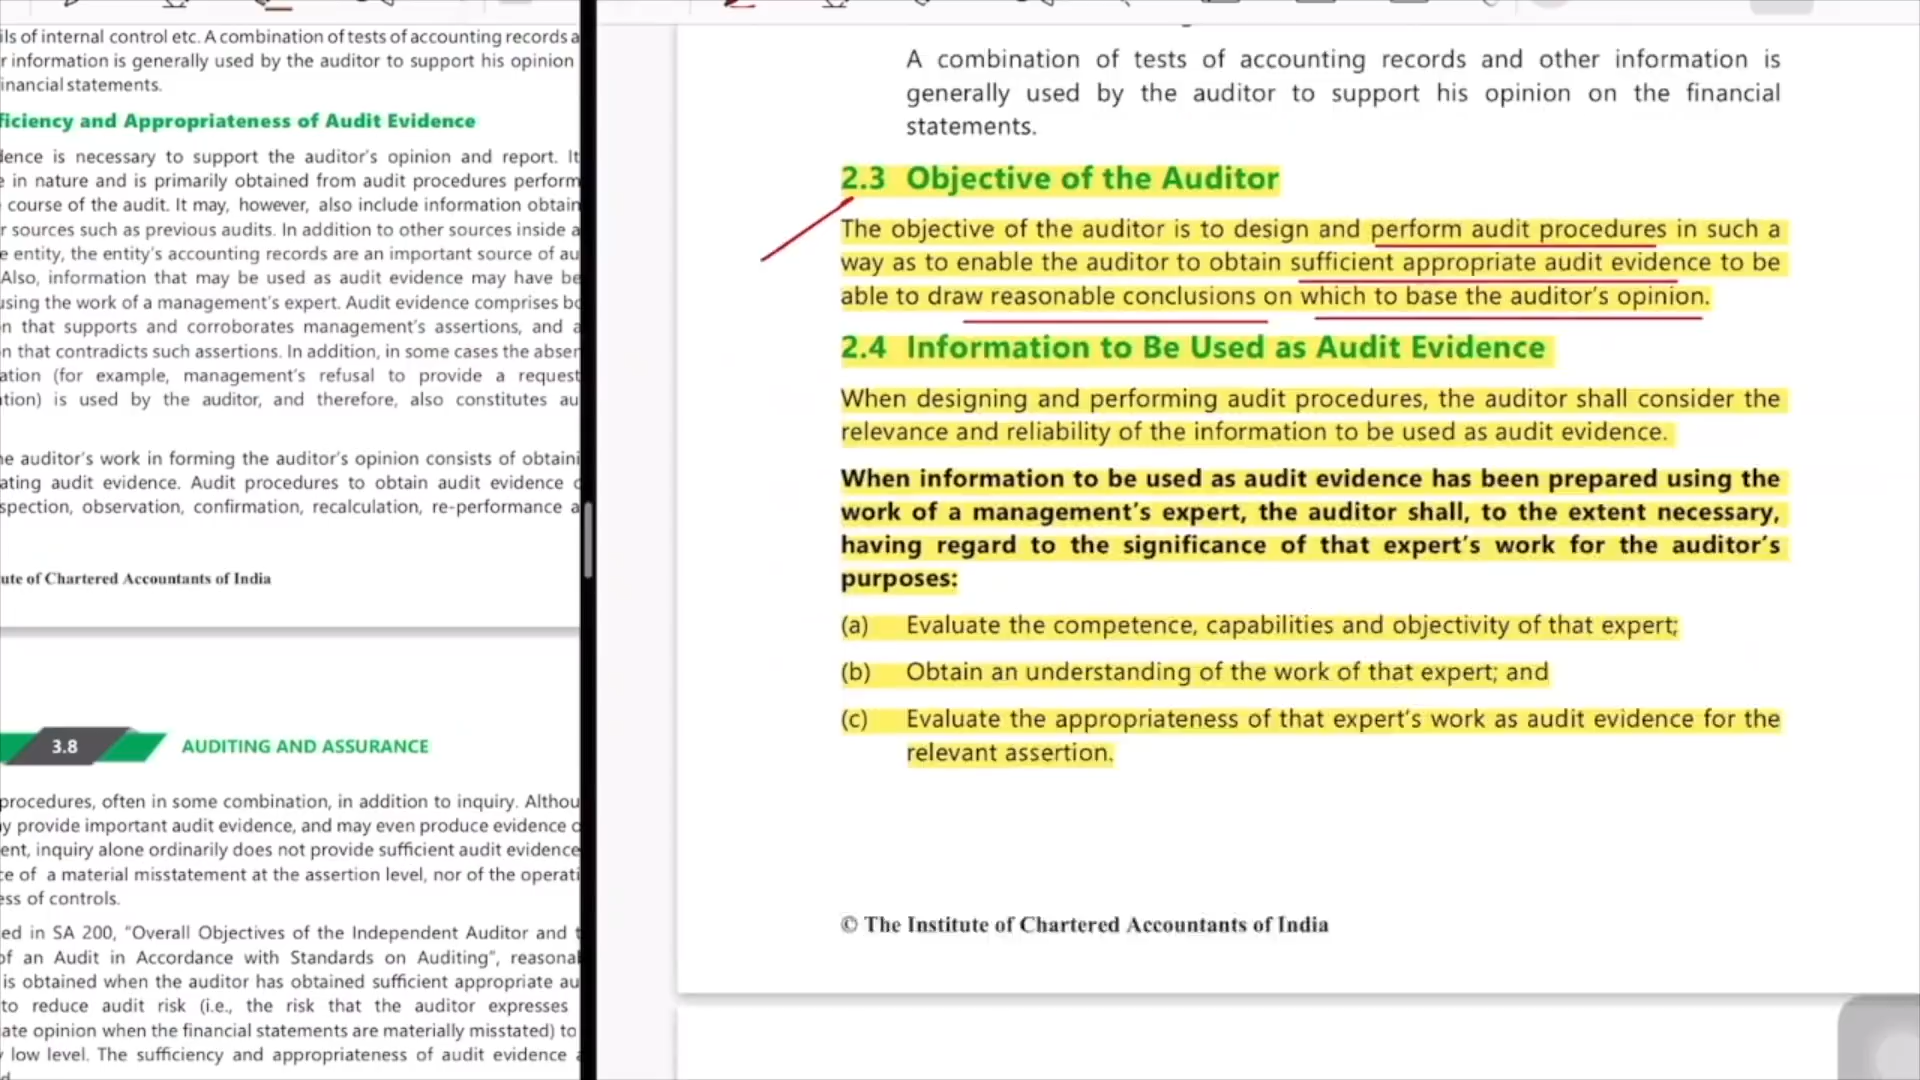 ils of internal control etc. A combination of tests of accounting records a
r information is generally used by the auditor to support his opinion
inancial statements.
ficiency and Appropriateness of Audit Evidence
dence is necessary to support the auditor's opinion and report. It
e in nature and is primarily obtained from audit procedures perform
course of the audit. It may, however, also include information obtain
r sources such as previous audits. In addition to other sources inside a
e entity, the entity's accounting records are an important source of au
Also, information that may be used as audit evidence may have be
using the work of a management's expert. Audit evidence comprises bo
n that supports and corroborates management's assertions, and a
n that contradicts such assertions. In addition, in some cases the absen
ation (for example, management's refusal to provide a request
tion) is used by the auditor, and therefore, also constitutes au
he auditor's work in forming the auditor's opinion consists of obtaini
ating audit evidence. Audit procedures to obtain audit evidence c
spection, observation, confirmation, recalculation, re-performance a
ute of Chartered Accountants of India
3.8 AUDITING AND ASSURANCE
procedures, often in some combination, in addition to inquiry. Althou
y provide important audit evidence, and may even produce evidence o
ent, inquiry alone ordinarily does not provide sufficient audit evidence
ce of a material misstatement at the assertion level, nor of the operati
ess of controls.
ed in SA 200, "Overall Objectives of the Independent Auditor and t
of an Audit in Accordance with Standards on Auditing", reasonal
is obtained when the auditor has obtained sufficient appropriate au
to reduce audit risk (i.e., the risk that the auditor expresses
ate opinion when the financial statements are materially misstated) to
low level. The sufficiency and appropriateness of audit evidence a
A combination of tests of accounting records and other information is
generally used by the auditor to support his opinion on the financial
statements.
2.3 Objective of the Auditor
The objective of the auditor is to design and perform audit procedures in such a
way as to enable the auditor to obtain sufficient appropriate audit evidence to be
able to draw reasonable conclusions on which to base the auditor's opinion.
2.4 Information to Be Used as Audit Evidence
When designing and performing audit procedures, the auditor shall consider the
relevance and reliability of the information to be used as audit evidence.
When information to be used as audit evidence has been prepared using the
work of a management's expert, the auditor shall, to the extent necessary,
having regard to the significance of that expert's work for the auditor's
purposes:
(a) Evaluate the competence, capabilities and objectivity of that expert;
(b) Obtain an understanding of the work of that expert; and
(c) Evaluate the appropriateness of that expert's work as audit evidence for the
relevant assertion.
© The Institute of Chartered Accountants of India